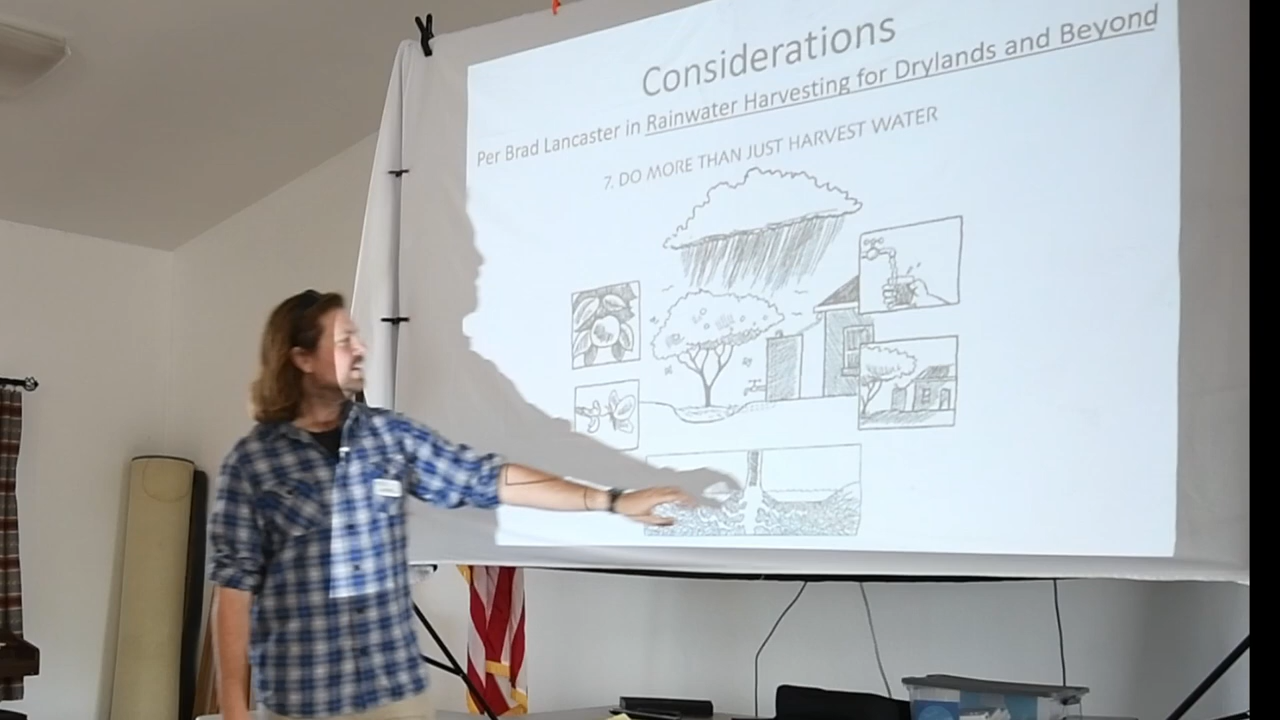 Considerations
Per Brad Lancaster in Rainwater Harvesting for Drylands and Beyond
7. DO MORE THAN JUST HARVEST WATER